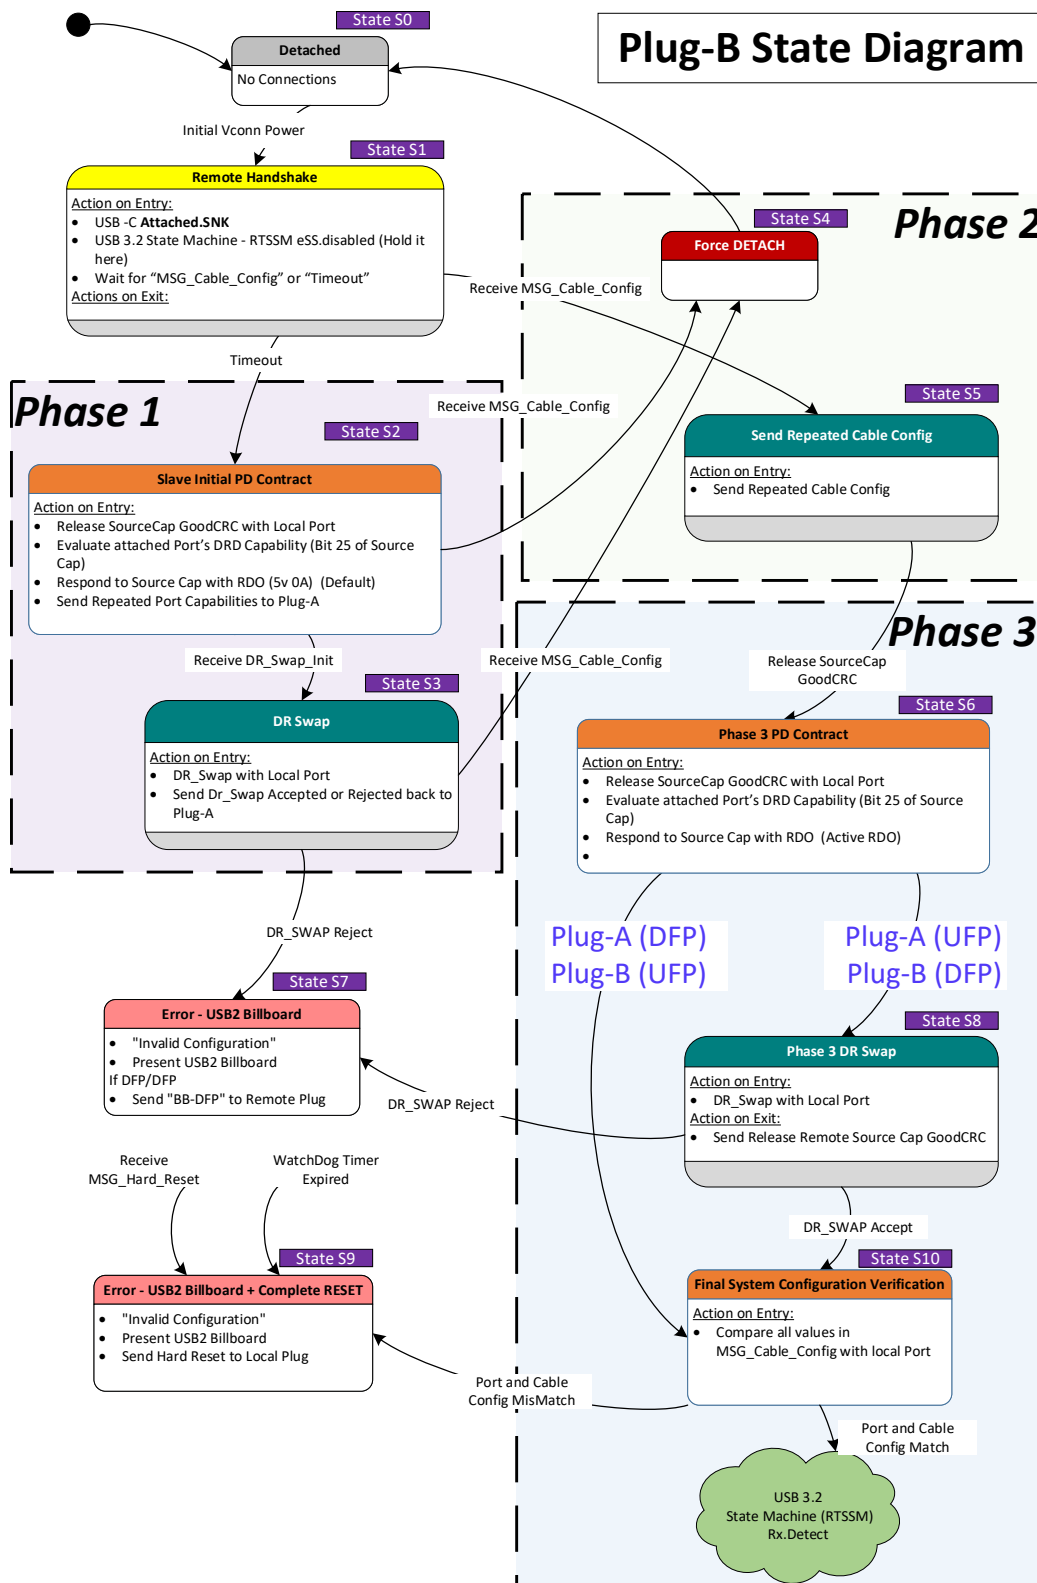 Plug-B State Diagram
State S0
Detached
No Connections
Initial Vconn Power
State S1
Remote Handshake
Action on Entry:
• USB -C Attached.SNK
• USB 3.2 State Machine - RTSSM eSS.disabled (Hold it
here)
• Wait for “MSG_Cable_Config” or “Timeout”
Actions on Exit:
Timeout
Receive MSG_Cable_Config
Phase 2
State S4
Force DETACH
State S5
Send Repeated Cable Config
Action on Entry:
• Send Repeated Cable Config
Phase 1
State S2
Slave Initial PD Contract
Action on Entry:
• Release SourceCap GoodCRC with Local Port
• Evaluate attached Port’s DRD Capability (Bit 25 of Source
Cap)
• Respond to Source Cap with RDO (5v 0A) (Default)
• Send Repeated Port Capabilities to Plug-A
Receive MSG_Cable_Config
Receive DR_Swap_Init
State S3
DR Swap
Action on Entry:
• DR_Swap with Local Port
• Send Dr_Swap Accepted or Rejected back to
Plug-A
Receive MSG_Cable_Config
DR_SWAP Reject
Phase 3
Release SourceCap
GoodCRC
State S6
Phase 3 PD Contract
Action on Entry:
• Release SourceCap GoodCRC with Local Port
• Evaluate attached Port’s DRD Capability (Bit 25 of Source
Cap)
• Respond to Source Cap with RDO (Active RDO)
•
Plug-A (DFP)
Plug-B (UFP)
Plug-A (UFP)
Plug-B (DFP)
State S7
Error - USB2 Billboard
• "Invalid Configuration"
• Present USB2 Billboard
If DFP/DFP
• Send "BB-DFP" to Remote Plug
State S8
Phase 3 DR Swap
Action on Entry:
• DR_Swap with Local Port
Action on Exit:
• Send Release Remote Source Cap GoodCRC
DR_SWAP Reject
DR_SWAP Accept
Receive
MSG_Hard_Reset
WatchDog Timer
Expired
State S9
Error - USB2 Billboard + Complete RESET
• "Invalid Configuration"
• Present USB2 Billboard
• Send Hard Reset to Local Plug
State S10
Final System Configuration Verification
Action on Entry:
• Compare all values in
MSG_Cable_Config with local Port
Port and Cable
Config MisMatch
Port and Cable
Config Match
USB 3.2
State Machine (RTSSM)
Rx.Detect